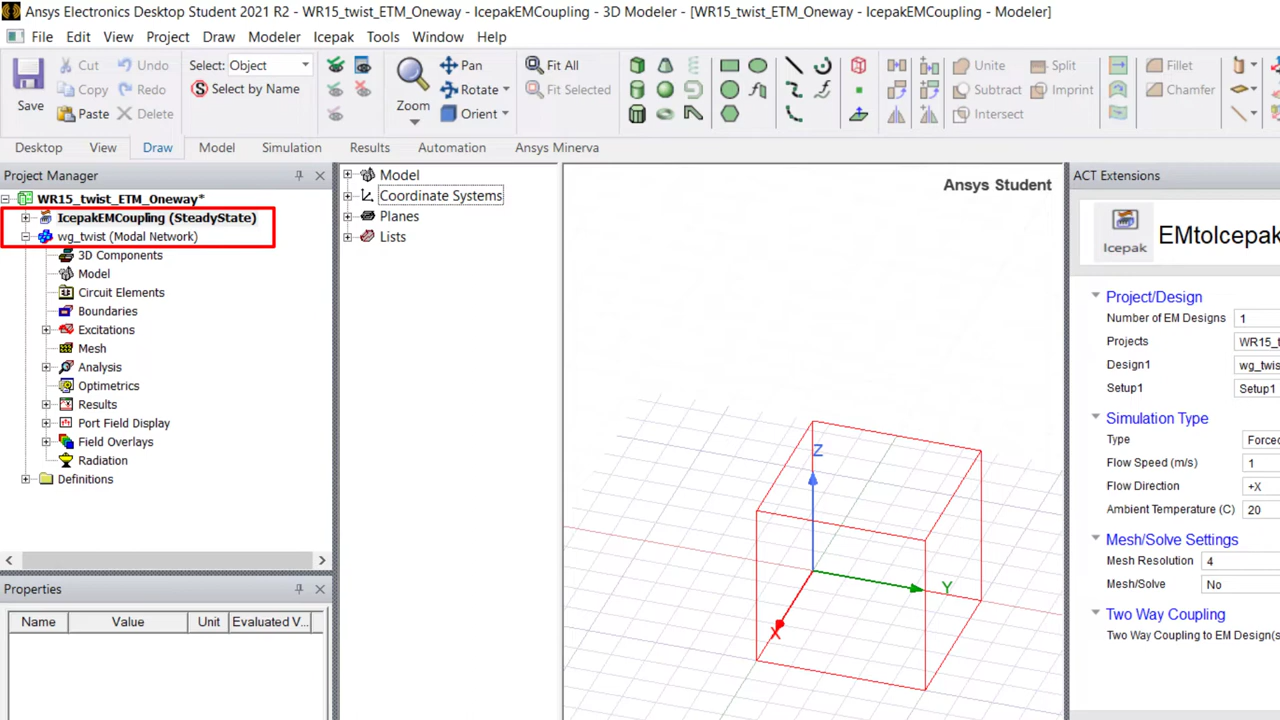 Ansys Electronics Desktop Student 2021 R2 - WR15_twist_ETM_Oneway - IcepakEMCoupling - 3D Modeler - [WR15_twist_ETM_Oneway - IcepakEMCoupling - Modeler]
File Edit View Project Draw Modeler Icepak Tools Window Help
Save
Cut Undo
Copy Redo
Paste Delete
Select: Object
Select by Name
Zoom
Pan
Rotate
Orient
Fit All
Fit Selected
Unite Split
Subtract Imprint
Intersect
Fillet
Chamfer
Desktop View Draw Model Simulation Results Automation Ansys Minerva
Project Manager
WR15_twist_ETM_Oneway*
IcepakEMCoupling (SteadyState)
wg_twist (Modal Network)
3D Components
Model
Circuit Elements
Boundaries
Excitations
Mesh
Analysis
Optimetrics
Results
Port Field Display
Field Overlays
Radiation
Definitions
Properties
Name Value Unit Evaluated V...
Model
Coordinate Systems
Planes
Lists
Ansys Student
Z
Y
X
ACT Extensions
Icepak
EMtoIcepak
Project/Design
Number of EM Designs 1
Projects WR15_t
Design1 wg_twis
Setup1 Setup1
Simulation Type
Type Forced
Flow Speed (m/s) 1
Flow Direction +X
Ambient Temperature (C) 20
Mesh/Solve Settings
Mesh Resolution 4
Mesh/Solve No
Two Way Coupling
Two Way Coupling to EM Design(s